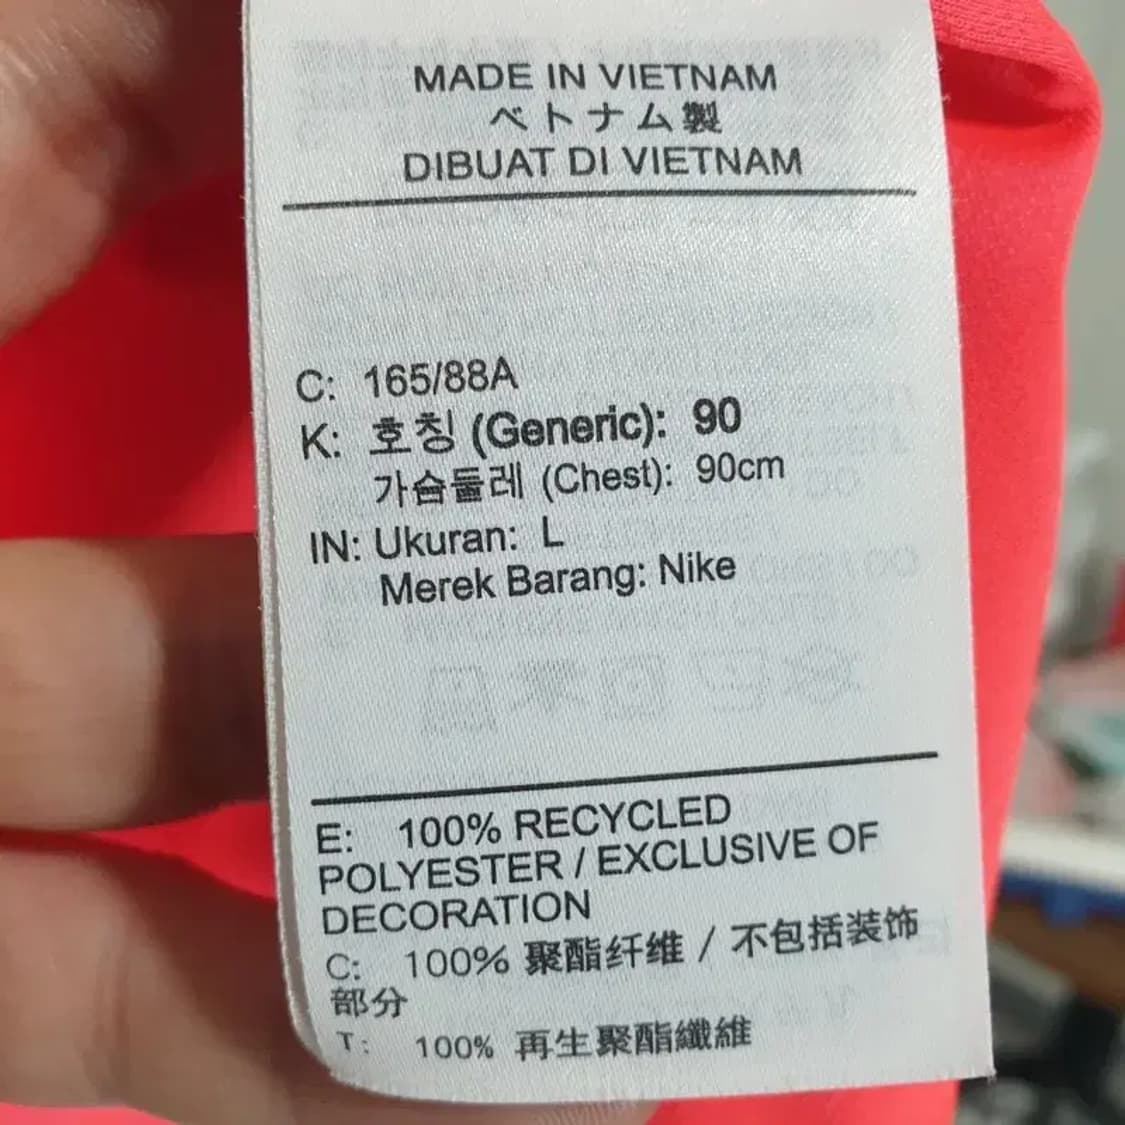 MADE IN VIETNAM
ベトナム製
DIBUAT DI VIETNAM
C: 165/88A
K: 호칭 (Generic): 90
가슴둘레 (Chest): 90cm
IN: Ukuran: L
Merek Barang: Nike
E: 100% RECYCLED
POLYESTER / EXCLUSIVE OF
DECORATION
C: 100% 聚酯纤维 / 不包括装饰
部分
T: 100% 再生聚酯纖維